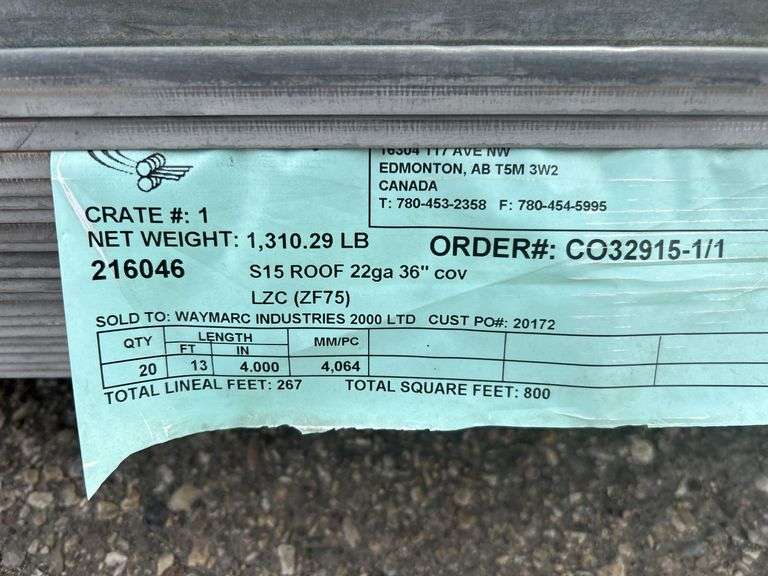 16304 117 AVE NW
EDMONTON, AB T5M 3W2
CANADA
T: 780-453-2358 F: 780-454-5995
CRATE #: 1
NET WEIGHT: 1,310.29 LB
ORDER#: CO32915-1/1
216046 S15 ROOF 22ga 36" cov
LZC (ZF75)
SOLD TO: WAYMARC INDUSTRIES 2000 LTD CUST PO#: 20172
QTY LENGTH MM/PC
FT IN
20 13 4.000 4,064
TOTAL LINEAL FEET: 267 TOTAL SQUARE FEET: 800